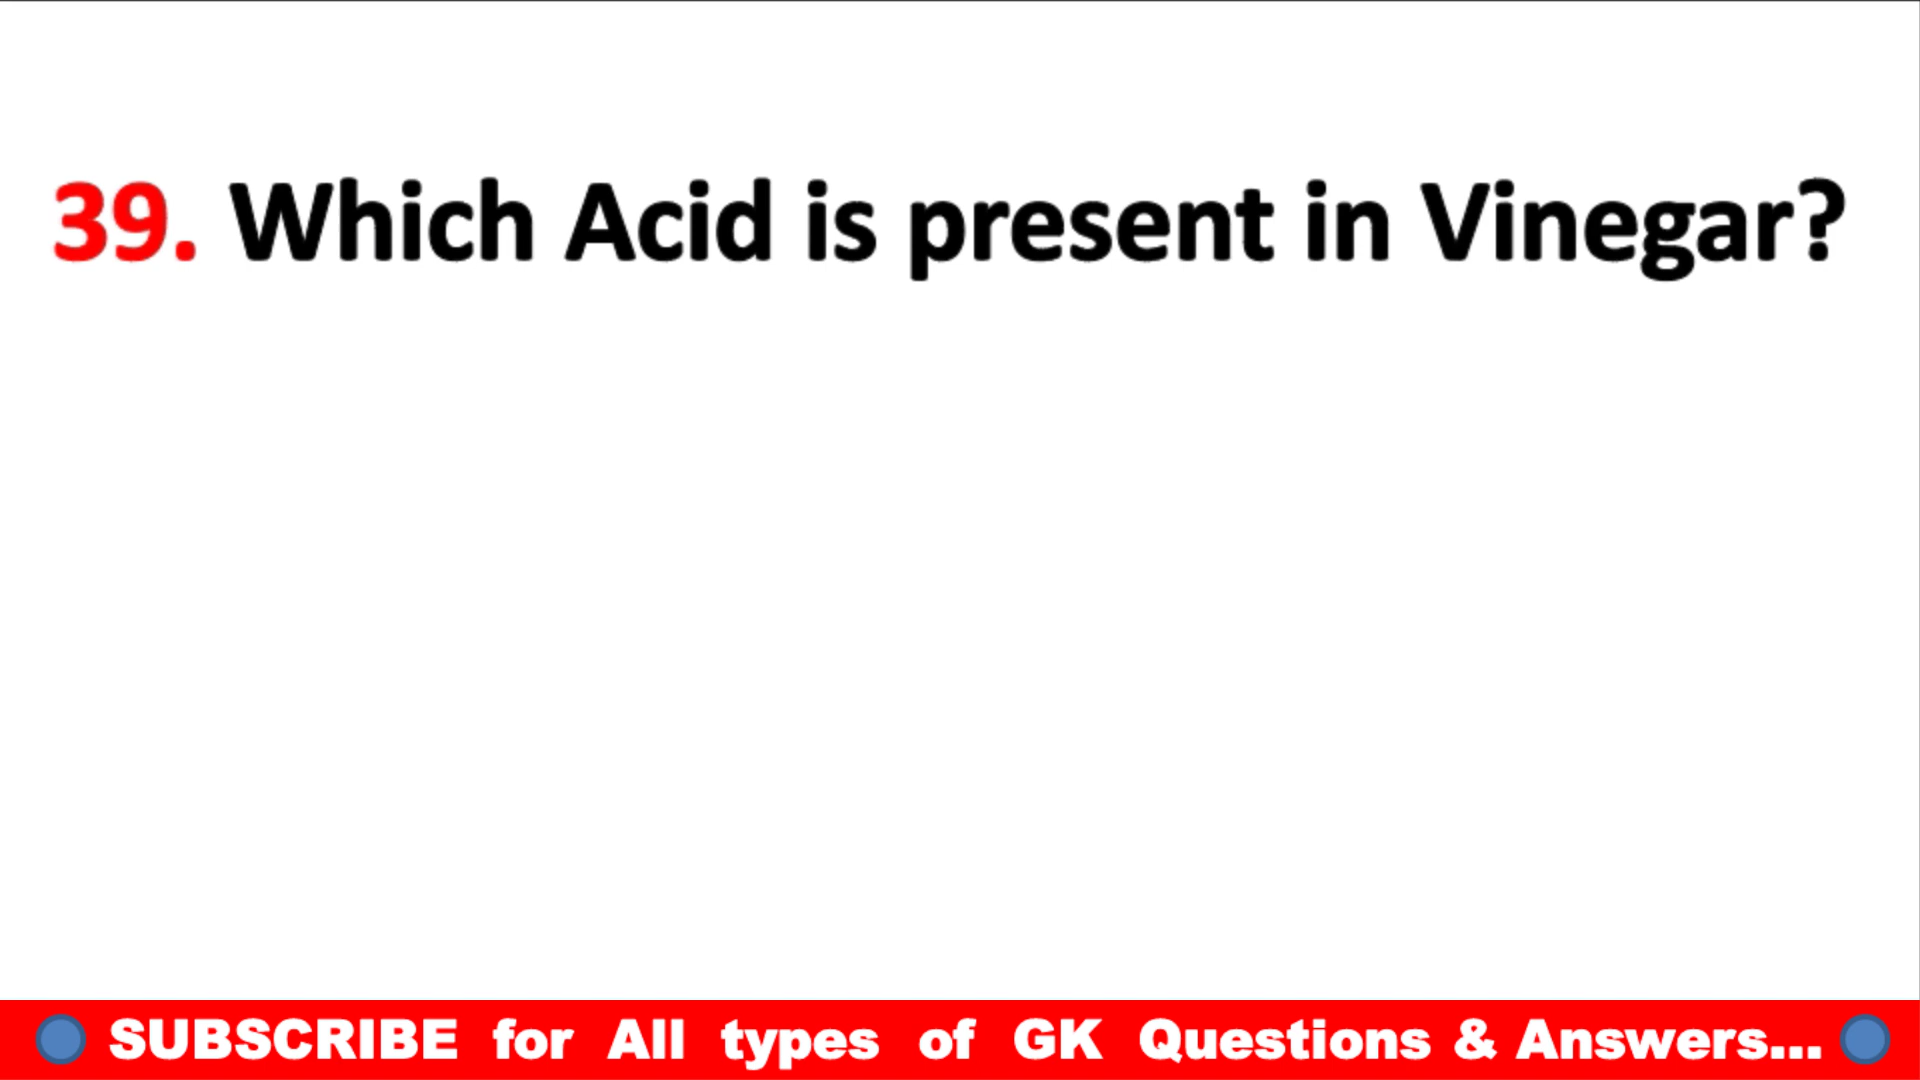 39. Which Acid is present in Vinegar?
SUBSCRIBE for All types of GK Questions & Answers...